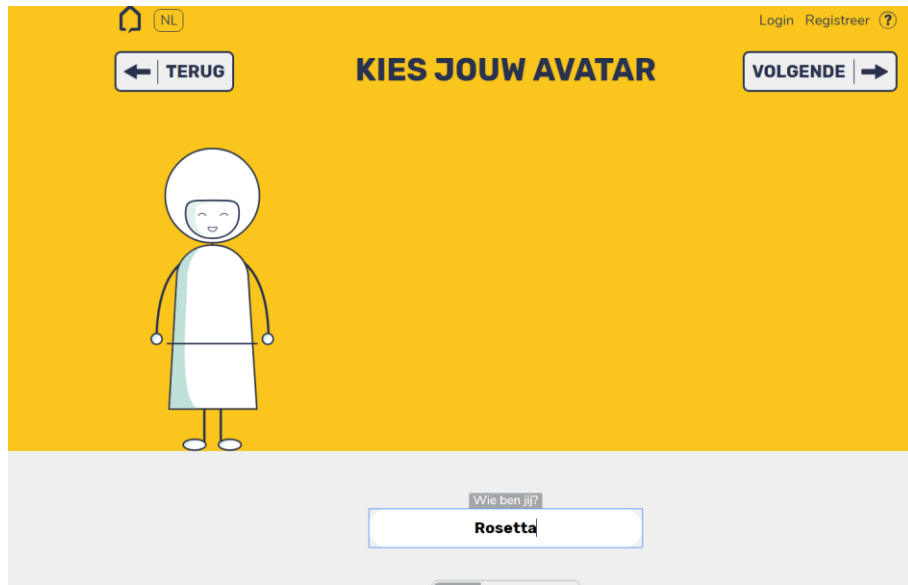 NL
Login Registreer ?
TERUG
KIES JOUW AVATAR
VOLGENDE
Wie ben jij?
Rosetta